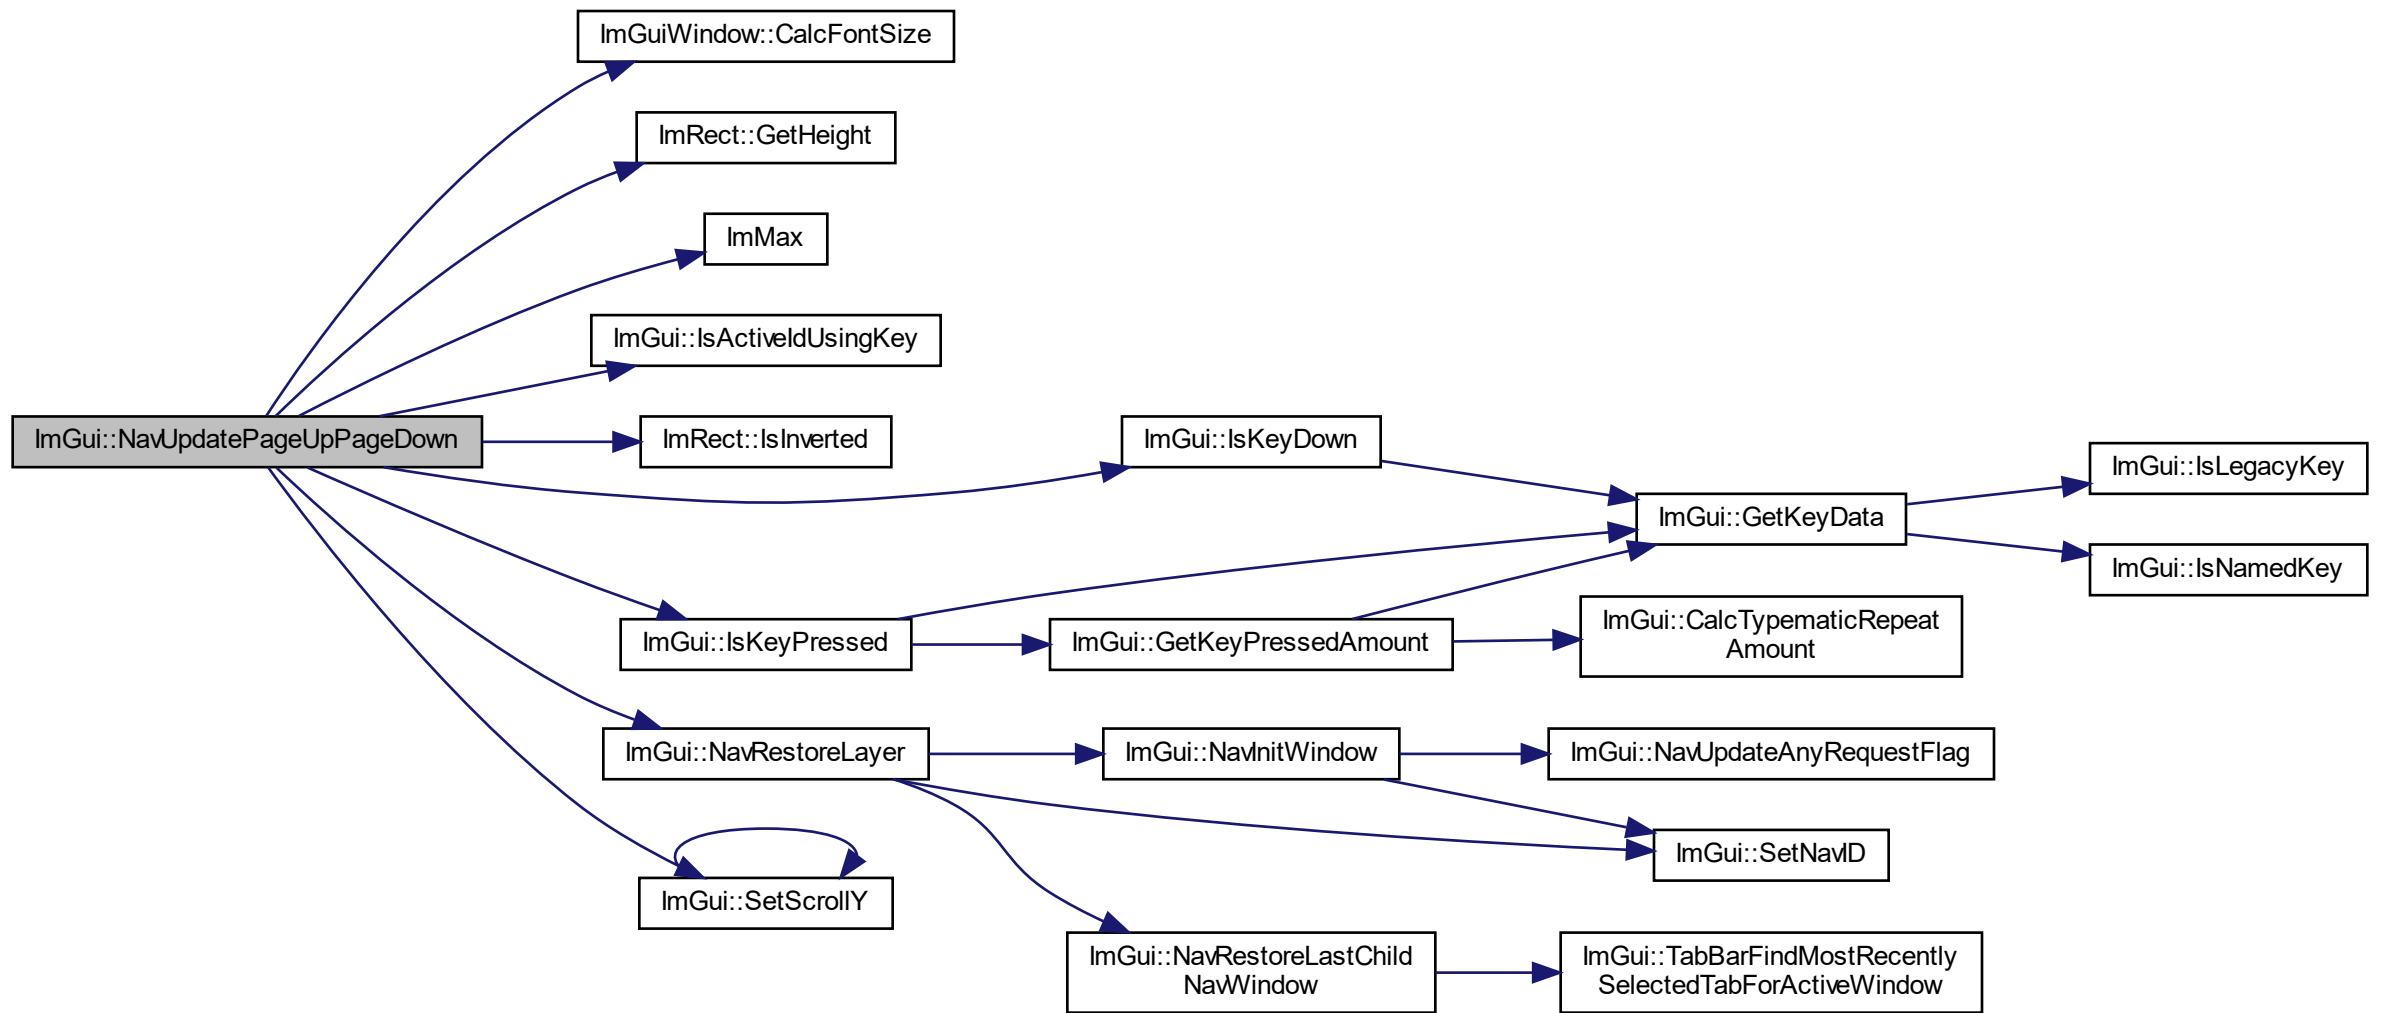 ImGuiWindow::CalcFontSize
ImRect::GetHeight
ImMax
ImGui::IsActiveIdUsingKey
ImGui::NavUpdatePageUpPageDown
ImRect::IsInverted
ImGui::IsKeyDown
ImGui::GetKeyData
ImGui::IsLegacyKey
ImGui::IsNamedKey
ImGui::IsKeyPressed
ImGui::GetKeyPressedAmount
ImGui::CalcTypematicRepeat
Amount
ImGui::NavRestoreLayer
ImGui::NavInitWindow
ImGui::NavUpdateAnyRequestFlag
ImGui::SetNavID
ImGui::SetScrollY
ImGui::NavRestoreLastChild
NavWindow
ImGui::TabBarFindMostRecently
SelectedTabForActiveWindow